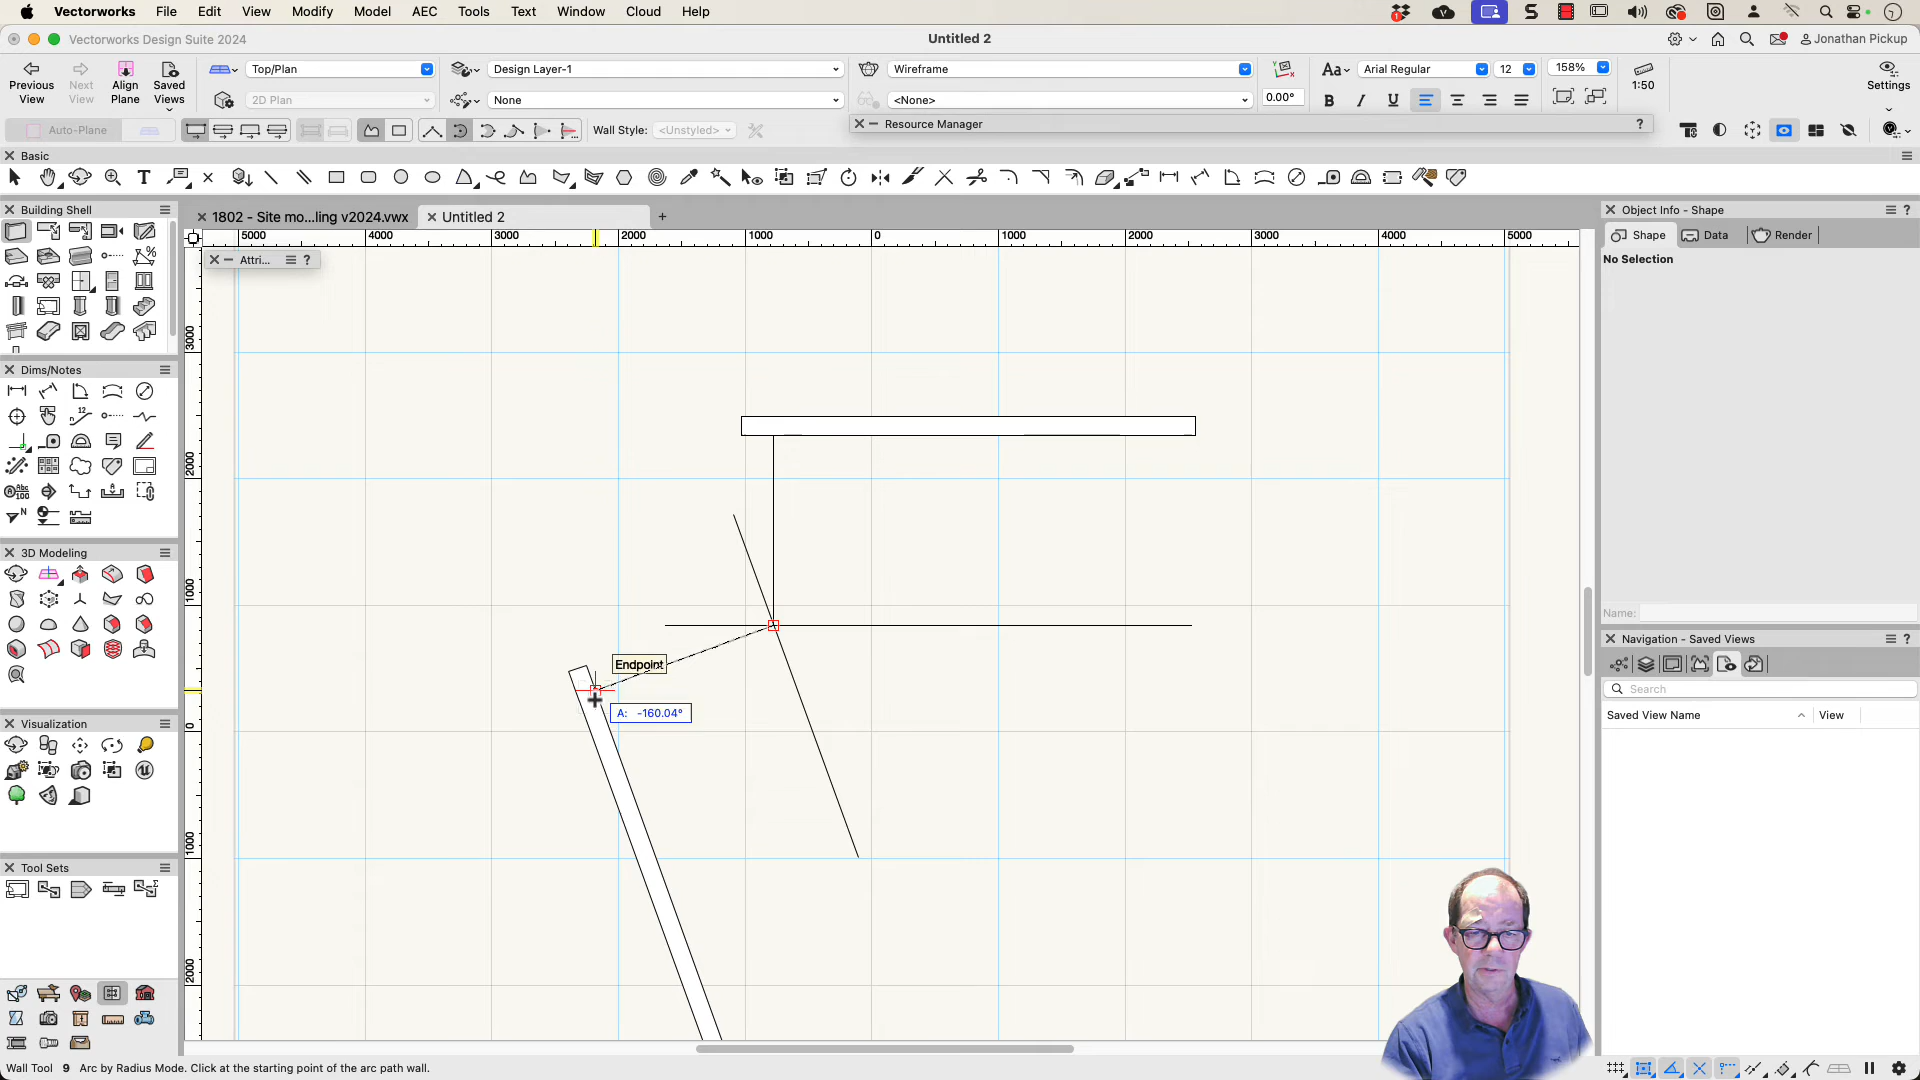 Vectorworks File Edit View Modify Model AEC Tools Text Window Cloud Help
Vectorworks Design Suite 2024
Untitled 2
Jonathan Pickup
Previous View
Next View
Align Plane
Saved Views
Top/Plan
2D Plan
Design Layer-1
None
Wireframe
<None>
0.00°
Arial Regular
12
158%
1:50
Settings
Auto-Plane
Wall Style: <Unstyled>
Resource Manager ?
Basic
Building Shell
1802 - Site mo...ling v2024.vwx
Untitled 2
Object Info - Shape ?
Shape
Data
Render
No Selection
5000 4000 3000 2000 1000 0 1000 2000 3000 4000 5000
Attri... ?
3000
2000
1000
0
1000
2000
Dims/Notes
3D Modeling
Visualization
Tool Sets
Endpoint
A: -160.04°
Name:
Navigation - Saved Views ?
Search
Saved View Name
View
Wall Tool 9 Arc by Radius Mode. Click at the starting point of the arc path wall.